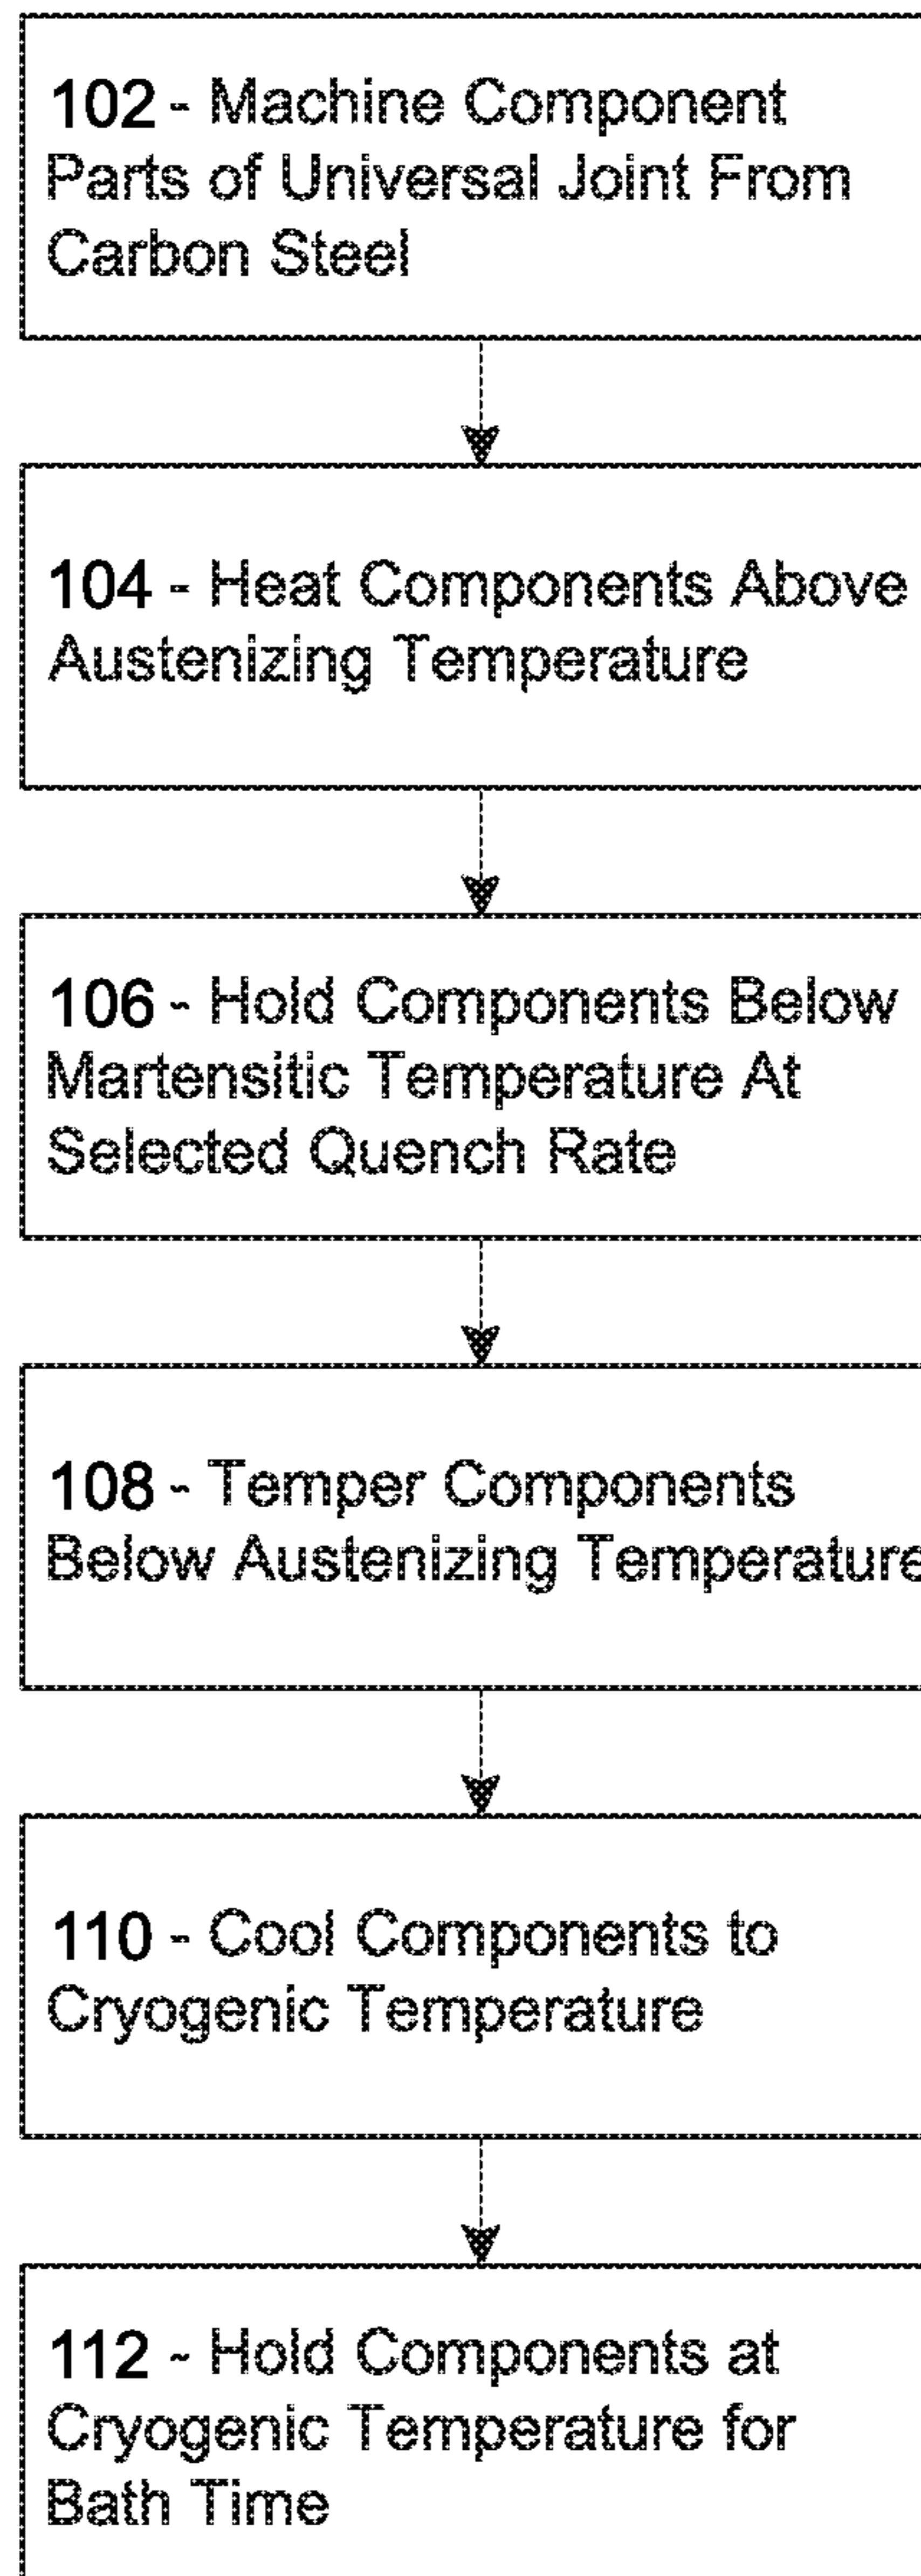 102 - Machine Component
Parts of Universal Joint From
Carbon Steel
104 - Heat Components Above
Austenizing Temperature
106 - Hold Components Below
Martensitic Temperature At
Selected Quench Rate
108 - Temper Components
Below Austenizing Temperature
110 - Cool Components to
Cryogenic Temperature
112 - Hold Components at
Cryogenic Temperature for
Bath Time